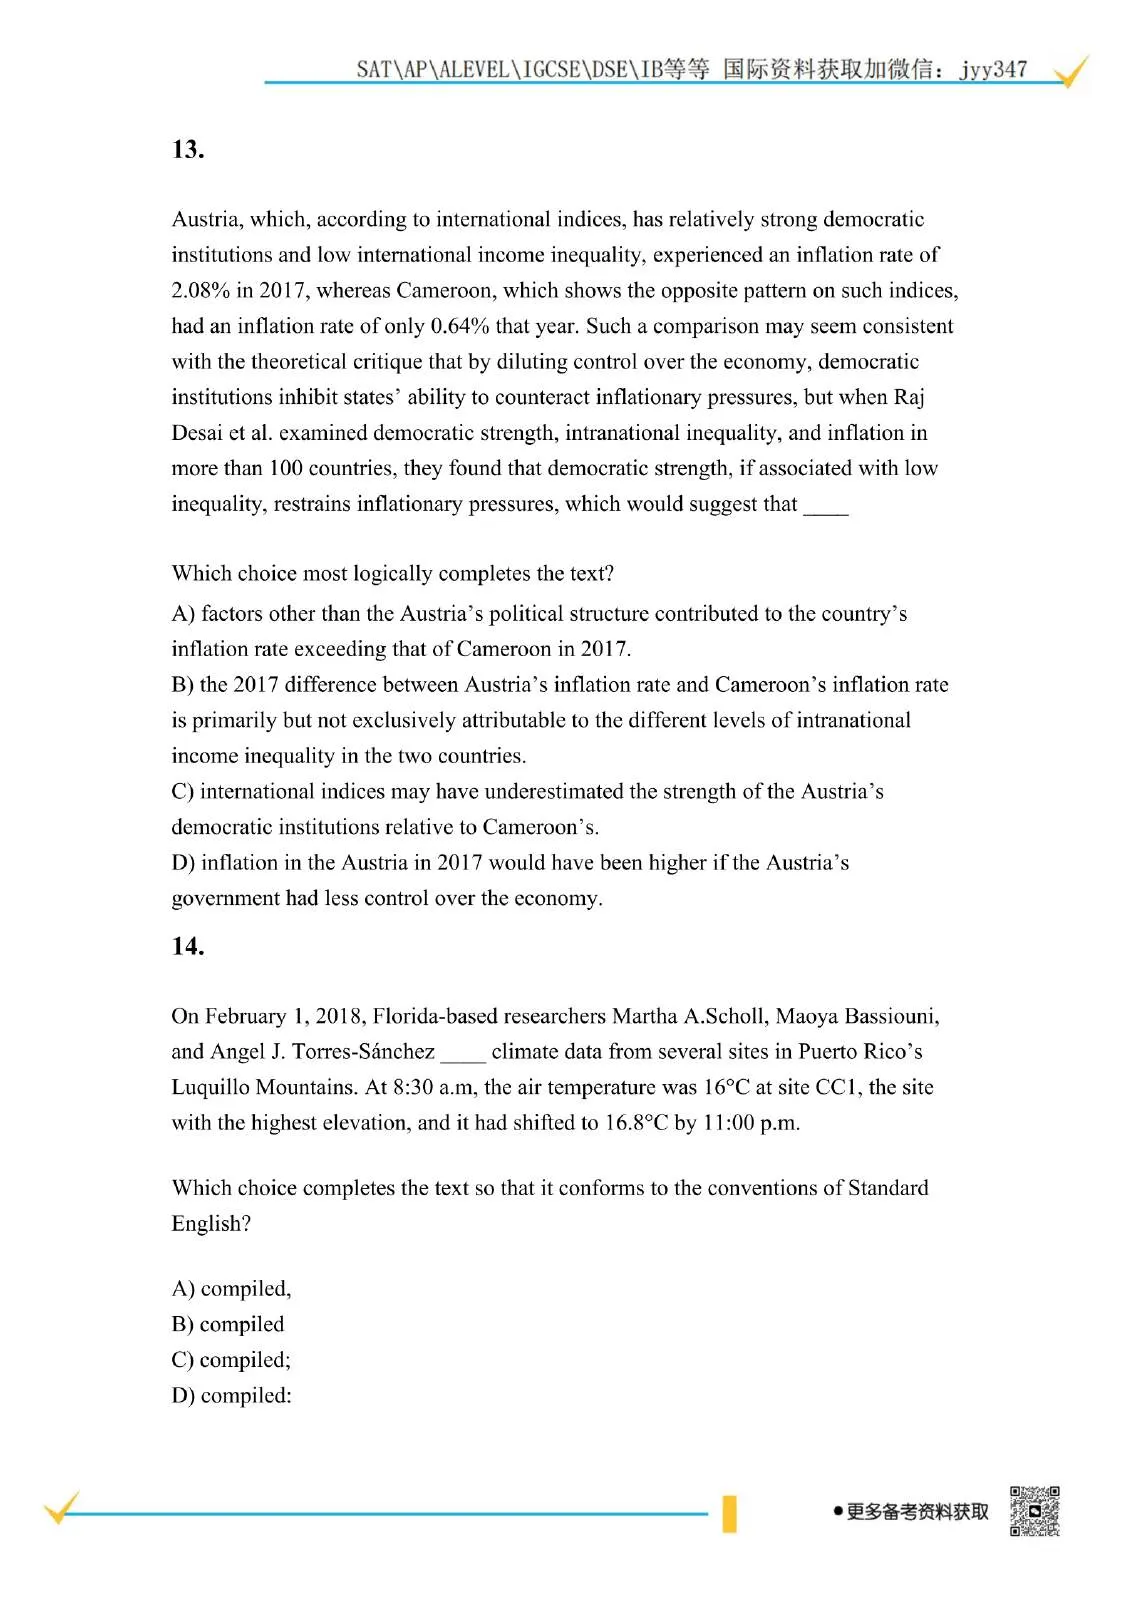 SAT\AP\ALEVEL\IGCSE\DSE\IB等等 国际资料获取加微信：jyy347
13.
Austria, which, according to international indices, has relatively strong democratic
institutions and low international income inequality, experienced an inflation rate of
2.08% in 2017, whereas Cameroon, which shows the opposite pattern on such indices,
had an inflation rate of only 0.64% that year. Such a comparison may seem consistent
with the theoretical critique that by diluting control over the economy, democratic
institutions inhibit states’ ability to counteract inflationary pressures, but when Raj
Desai et al. examined democratic strength, intranational inequality, and inflation in
more than 100 countries, they found that democratic strength, if associated with low
inequality, restrains inflationary pressures, which would suggest that ____
Which choice most logically completes the text?
A) factors other than the Austria’s political structure contributed to the country’s
inflation rate exceeding that of Cameroon in 2017.
B) the 2017 difference between Austria’s inflation rate and Cameroon’s inflation rate
is primarily but not exclusively attributable to the different levels of intranational
income inequality in the two countries.
C) international indices may have underestimated the strength of the Austria’s
democratic institutions relative to Cameroon’s.
D) inflation in the Austria in 2017 would have been higher if the Austria’s
government had less control over the economy.
14.
On February 1, 2018, Florida-based researchers Martha A.Scholl, Maoya Bassiouni,
and Angel J. Torres-Sánchez ____ climate data from several sites in Puerto Rico’s
Luquillo Mountains. At 8:30 a.m, the air temperature was 16°C at site CC1, the site
with the highest elevation, and it had shifted to 16.8°C by 11:00 p.m.
Which choice completes the text so that it conforms to the conventions of Standard
English?
A) compiled,
B) compiled
C) compiled;
D) compiled:
●更多备考资料获取